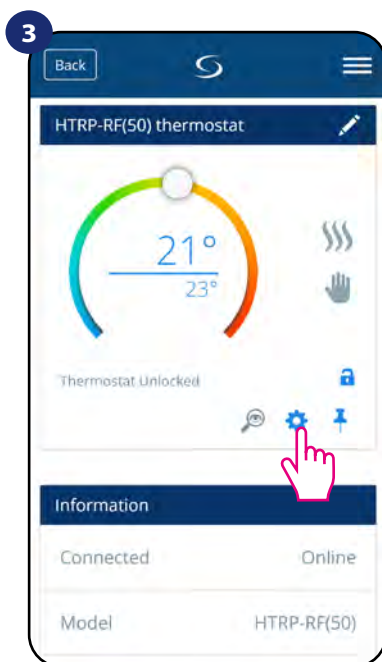 3
Back
HTRP-RF(50) thermostat
21°
23°
Thermostat Unlocked
Information
Connected Online
Model HTRP-RF(50)